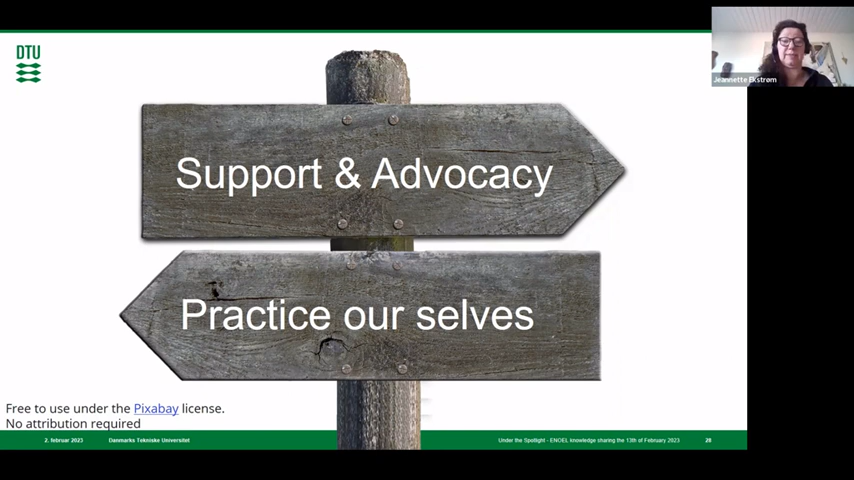 DTU
Jeannette Ekstrøm
Support & Advocacy
Practice our selves
Free to use under the Pixabay license.
No attribution required
2. februar 2023 Danmarks Tekniske Universitet Under the Spotlight - ENOEL knowledge sharing the 13th of February 2023 20